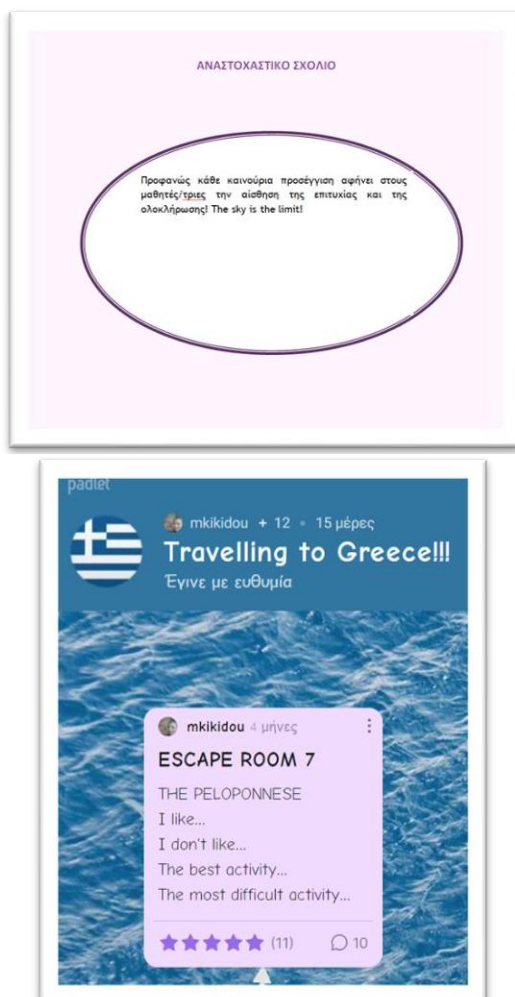 ΑΝΑΣΤΟΧΑΣΤΙΚΟ ΣΧΟΛΙΟ
Προφανώς κάθε καινούρια προσέγγιση αφήνει στους
μαθητές/τριες την αίσθηση της επιτυχίας και της
ολοκλήρωσης! The sky is the limit!
padlet
mkikidou + 12 • 15 μέρες
Travelling to Greece!!!
Έγινε με ευθυμία
mkikidou 4 μήνες
ESCAPE ROOM 7
THE PELOPONNESE
I like...
I don't like...
The best activity...
The most difficult activity...
(11) 10